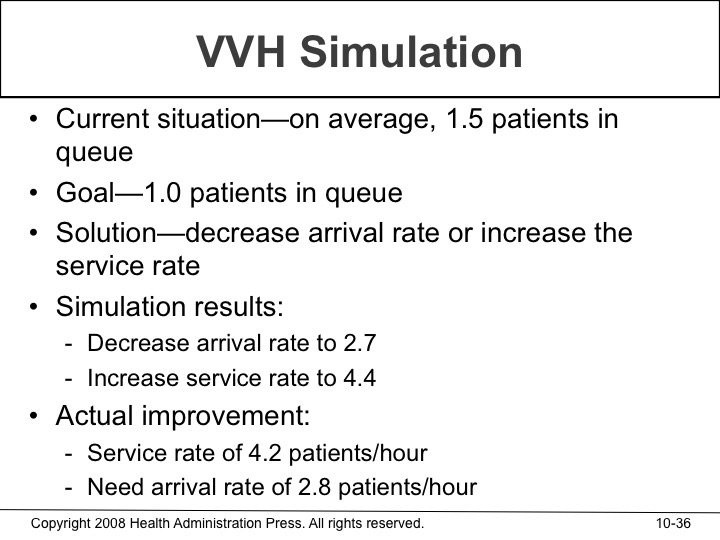 VVH Simulation
• Current situation—on average, 1.5 patients in
queue
• Goal—1.0 patients in queue
• Solution—decrease arrival rate or increase the
service rate
• Simulation results:
- Decrease arrival rate to 2.7
- Increase service rate to 4.4
• Actual improvement:
- Service rate of 4.2 patients/hour
- Need arrival rate of 2.8 patients/hour
Copyright 2008 Health Administration Press. All rights reserved. 10-36